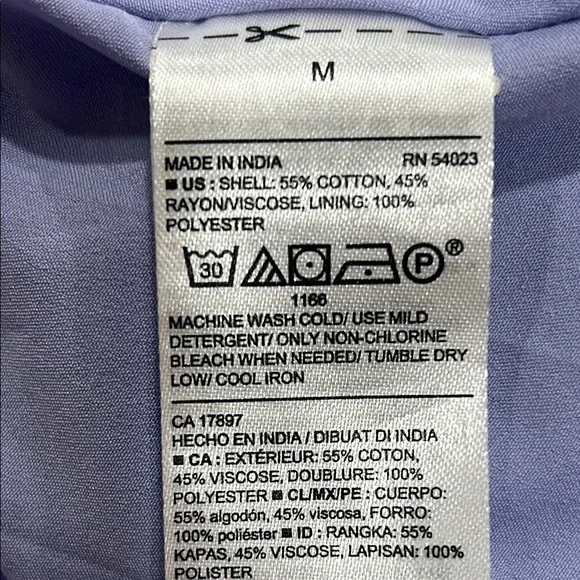 M
MADE IN INDIA RN 54023
■ US : SHELL: 55% COTTON, 45%
RAYON/VISCOSE, LINING: 100%
POLYESTER
30 P ®
1166
MACHINE WASH COLD/ USE MILD
DETERGENT/ ONLY NON-CHLORINE
BLEACH WHEN NEEDED/ TUMBLE DRY
LOW/ COOL IRON
CA 17897
HECHO EN INDIA / DIBUAT DI INDIA
■ CA : EXTÉRIEUR: 55% COTON,
45% VISCOSE, DOUBLURE: 100%
POLYESTER ■ CL/MX/PE : CUERPO:
55% algodón, 45% viscosa, FORRO:
100% poliéster ■ ID : RANGKA: 55%
KAPAS, 45% VISCOSE, LAPISAN: 100%
POLISTER